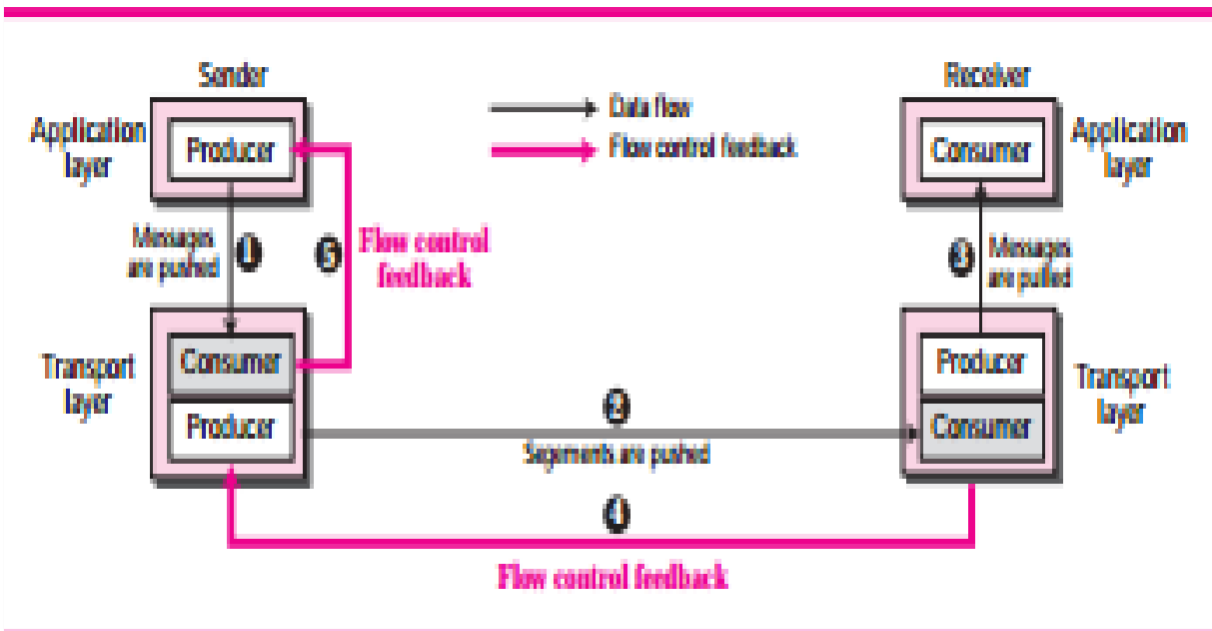 Sender
Receiver
Application
layer
Producer
Data flow
Flow control feedback
Consumer
Application
layer
Messages
are pushed
1
5
Flow control
feedback
3
Messages
are pulled
Transport
layer
Consumer
Producer
2
Segements are pushed
Producer
Consumer
Transport
layer
4
Flow control feedback